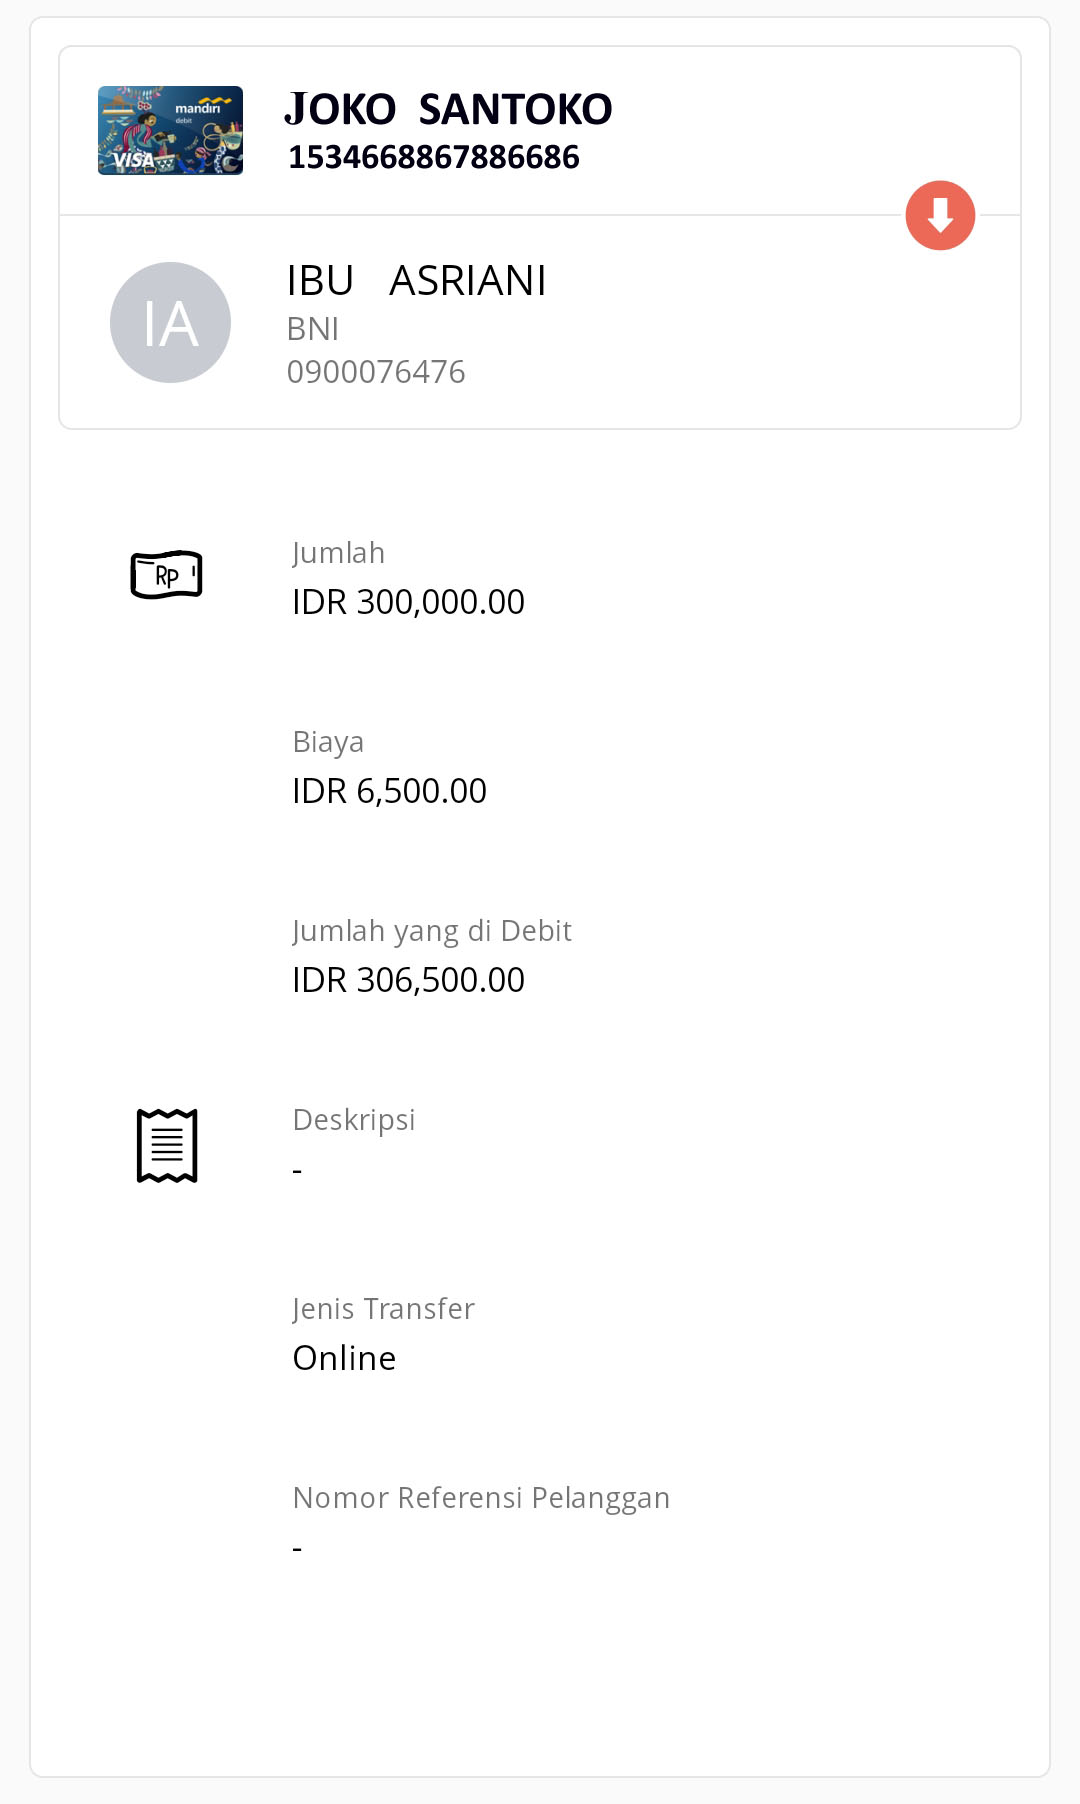 mandiri
debit
VISA
JOKO SANTOKO
1534668867886686
IA
IBU ASRIANI
BNI
0900076476
Jumlah
RP
IDR 300,000.00
Biaya
IDR 6,500.00
Jumlah yang di Debit
IDR 306,500.00
Deskripsi
-
Jenis Transfer
Online
Nomor Referensi Pelanggan
-